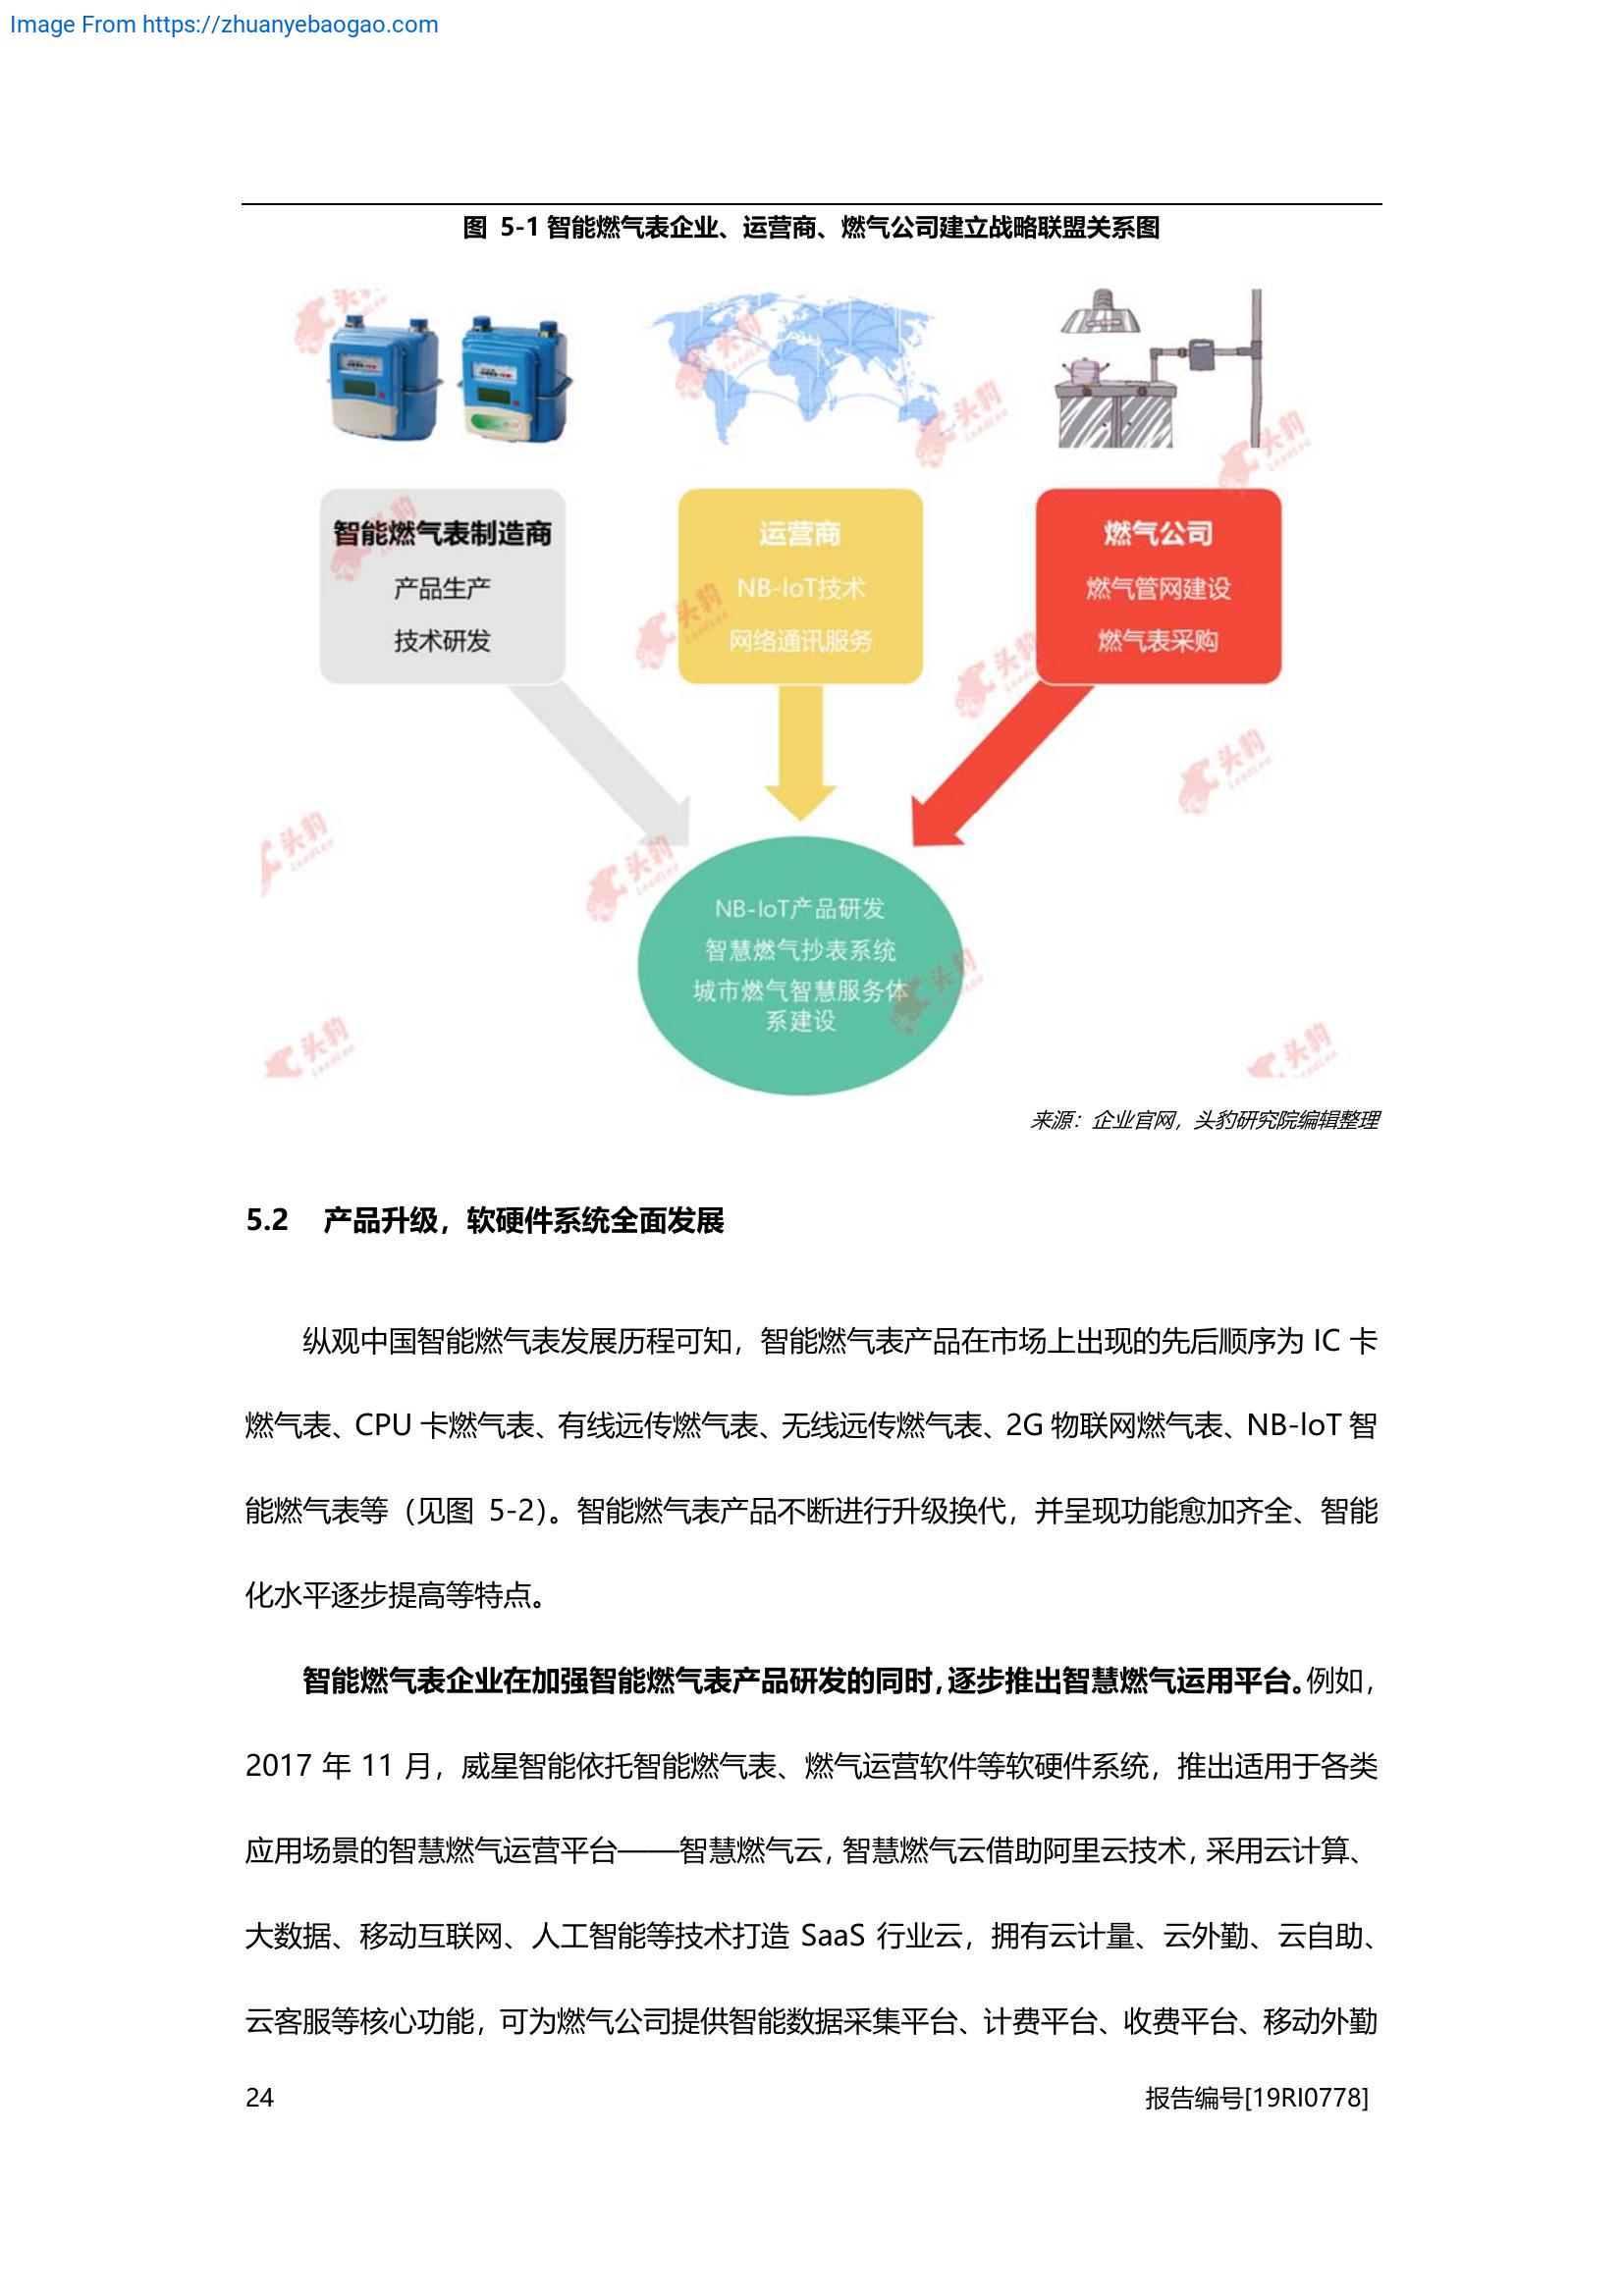 Image From https://zhuanyebaogao.com
图 5-1 智能燃气表企业、运营商、燃气公司建立战略联盟关系图
智能燃气表制造商
产品生产
技术研发
运营商
NB-IoT技术
网络通讯服务
燃气公司
燃气管网建设
燃气表采购
NB-IoT产品研发
智慧燃气抄表系统
城市燃气智慧服务体
系建设
头豹
LeadLeo
来源：企业官网，头豹研究院编辑整理
5.2 产品升级，软硬件系统全面发展
纵观中国智能燃气表发展历程可知，智能燃气表产品在市场上出现的先后顺序为 IC 卡
燃气表、CPU 卡燃气表、有线远传燃气表、无线远传燃气表、2G 物联网燃气表、NB-IoT 智
能燃气表等（见图 5-2）。智能燃气表产品不断进行升级换代，并呈现功能愈加齐全、智能
化水平逐步提高等特点。
智能燃气表企业在加强智能燃气表产品研发的同时，逐步推出智慧燃气运用平台。例如，
2017 年 11 月，威星智能依托智能燃气表、燃气运营软件等软硬件系统，推出适用于各类
应用场景的智慧燃气运营平台——智慧燃气云，智慧燃气云借助阿里云技术，采用云计算、
大数据、移动互联网、人工智能等技术打造 SaaS 行业云，拥有云计量、云外勤、云自助、
云客服等核心功能，可为燃气公司提供智能数据采集平台、计费平台、收费平台、移动外勤
24
报告编号[19RI0778]